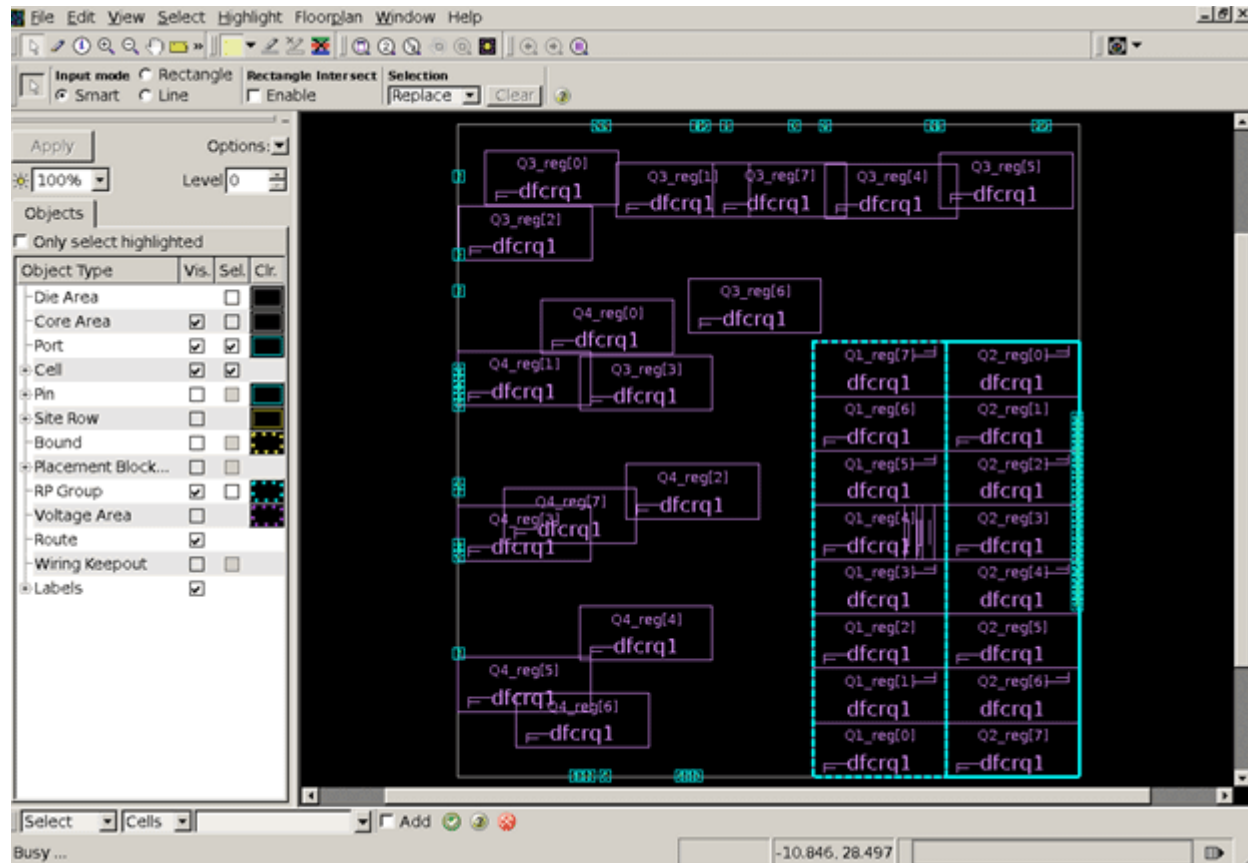 File Edit View Select Highlight Floorplan Window Help
Input mode Rectangle Rectangle Intersect Selection
Smart Line Enable Replace Clear
Apply Options:
100% Level 0
Objects
Only select highlighted
Object Type Vis. Sel. Clr.
Die Area
Core Area
Port
Cell
Pin
Site Row
Bound
Placement Block...
RP Group
Voltage Area
Route
Wiring Keepout
Labels
Q3_reg[0]
dfcrq1
Q3_reg[1]
dfcrq1
Q3_reg[7]
dfcrq1
Q3_reg[4]
dfcrq1
Q3_reg[5]
dfcrq1
Q3_reg[2]
dfcrq1
Q3_reg[6]
dfcrq1
Q4_reg[0]
dfcrq1
Q4_reg[1]
dfcrq1
Q3_reg[3]
dfcrq1
Q4_reg[2]
dfcrq1
Q4_reg[7]
dfcrq1
dfcrq1
Q4_reg[4]
dfcrq1
Q4_reg[5]
dfcrq1
Q4_reg[6]
dfcrq1
Q1_reg[7] Q2_reg[0]
dfcrq1 dfcrq1
Q1_reg[6] Q2_reg[1]
dfcrq1 dfcrq1
Q1_reg[5] Q2_reg[2]
dfcrq1 dfcrq1
Q1_reg[4] Q2_reg[3]
dfcrq1 dfcrq1
Q1_reg[3] Q2_reg[4]
dfcrq1 dfcrq1
Q1_reg[2] Q2_reg[5]
dfcrq1 dfcrq1
Q1_reg[1] Q2_reg[6]
dfcrq1 dfcrq1
Q1_reg[0] Q2_reg[7]
dfcrq1 dfcrq1
Select Cells Add
Busy ... -10.846, 28.497